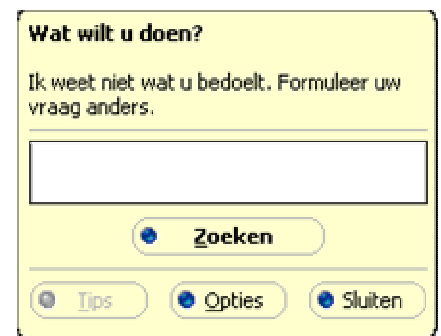 Wat wilt u doen?
Ik weet niet wat u bedoelt. Formuleer uw
vraag anders.
Zoeken
Tips
Opties
Sluiten